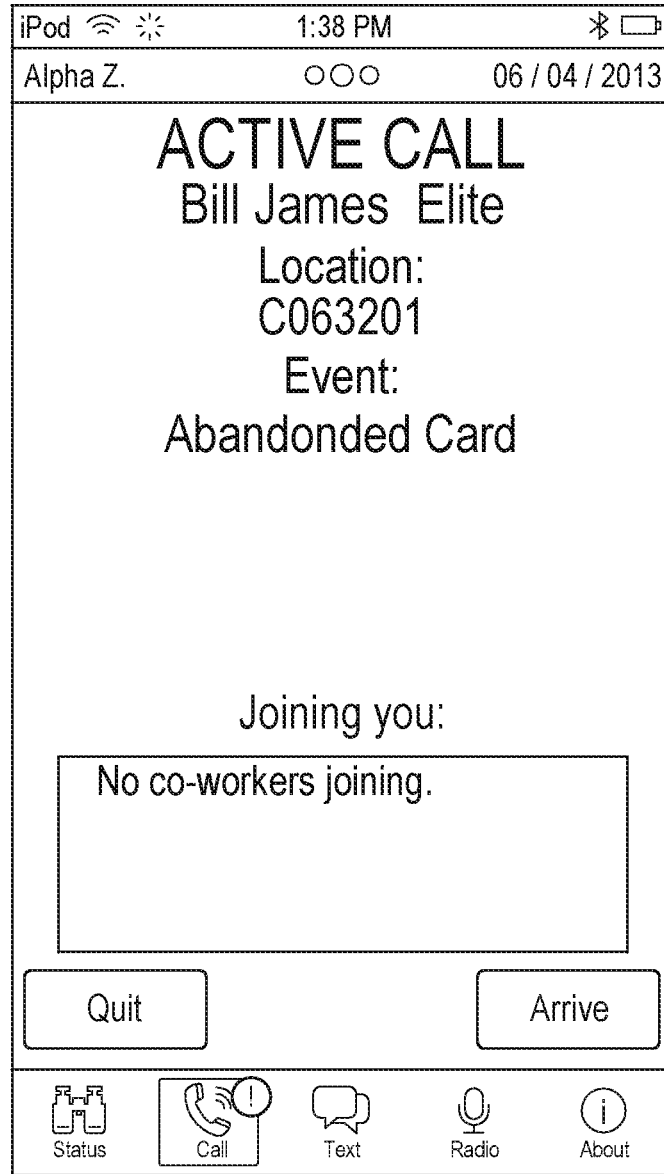 iPod 1:38 PM
Alpha Z. 06 / 04 / 2013
ACTIVE CALL
Bill James Elite
Location:
C063201
Event:
Abandonded Card
Joining you:
No co-workers joining.
Quit Arrive
!
i
Status Call Text Radio About